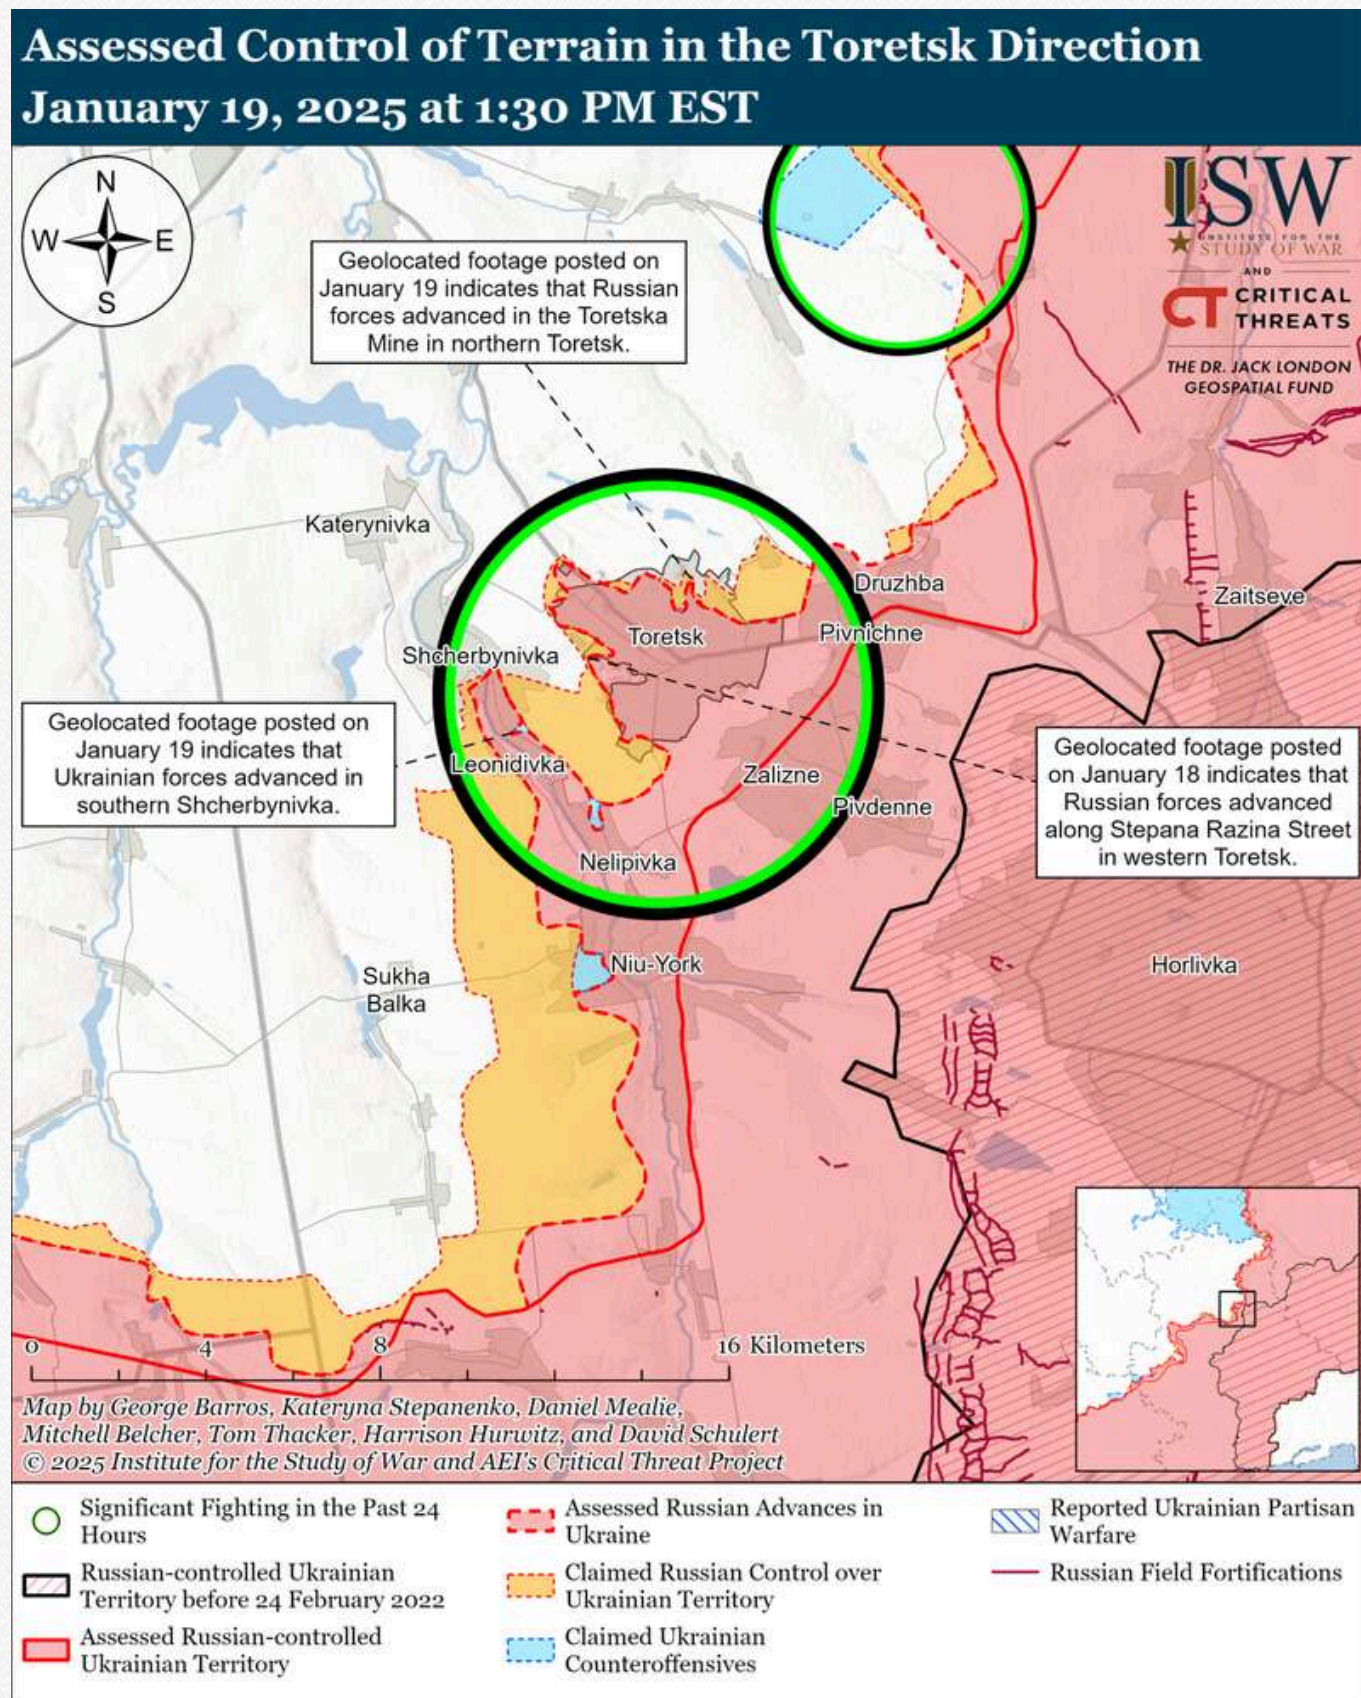 Assessed Control of Terrain in the Toretsk Direction
January 19, 2025 at 1:30 PM EST
N
W
E
S
ISW
INSTITUTE FOR THE
STUDY OF WAR
AND
CT CRITICAL
THREATS
THE DR. JACK LONDON
GEOSPATIAL FUND
Geolocated footage posted on
January 19 indicates that Russian
forces advanced in the Toretska
Mine in northern Toretsk.
Katerynivka
Druzhba
Zaitseve
Toretsk
Pivnichne
Shcherbynivka
Geolocated footage posted on
January 19 indicates that
Ukrainian forces advanced in
southern Shcherbynivka.
Leonidivka
Zalizne
Pivdenne
Geolocated footage posted
on January 18 indicates that
Russian forces advanced
along Stepana Razina Street
in western Toretsk.
Nelipivka
Niu-York
Horlivka
Sukha
Balka
0
4
8
16 Kilometers
Map by George Barros, Kateryna Stepanenko, Daniel Mealie,
Mitchell Belcher, Tom Thacker, Harrison Hurwitz, and David Schulert
© 2025 Institute for the Study of War and AEI's Critical Threat Project
Significant Fighting in the Past 24
Hours
Russian-controlled Ukrainian
Territory before 24 February 2022
Assessed Russian-controlled
Ukrainian Territory
Assessed Russian Advances in
Ukraine
Claimed Russian Control over
Ukrainian Territory
Claimed Ukrainian
Counteroffensives
Reported Ukrainian Partisan
Warfare
Russian Field Fortifications